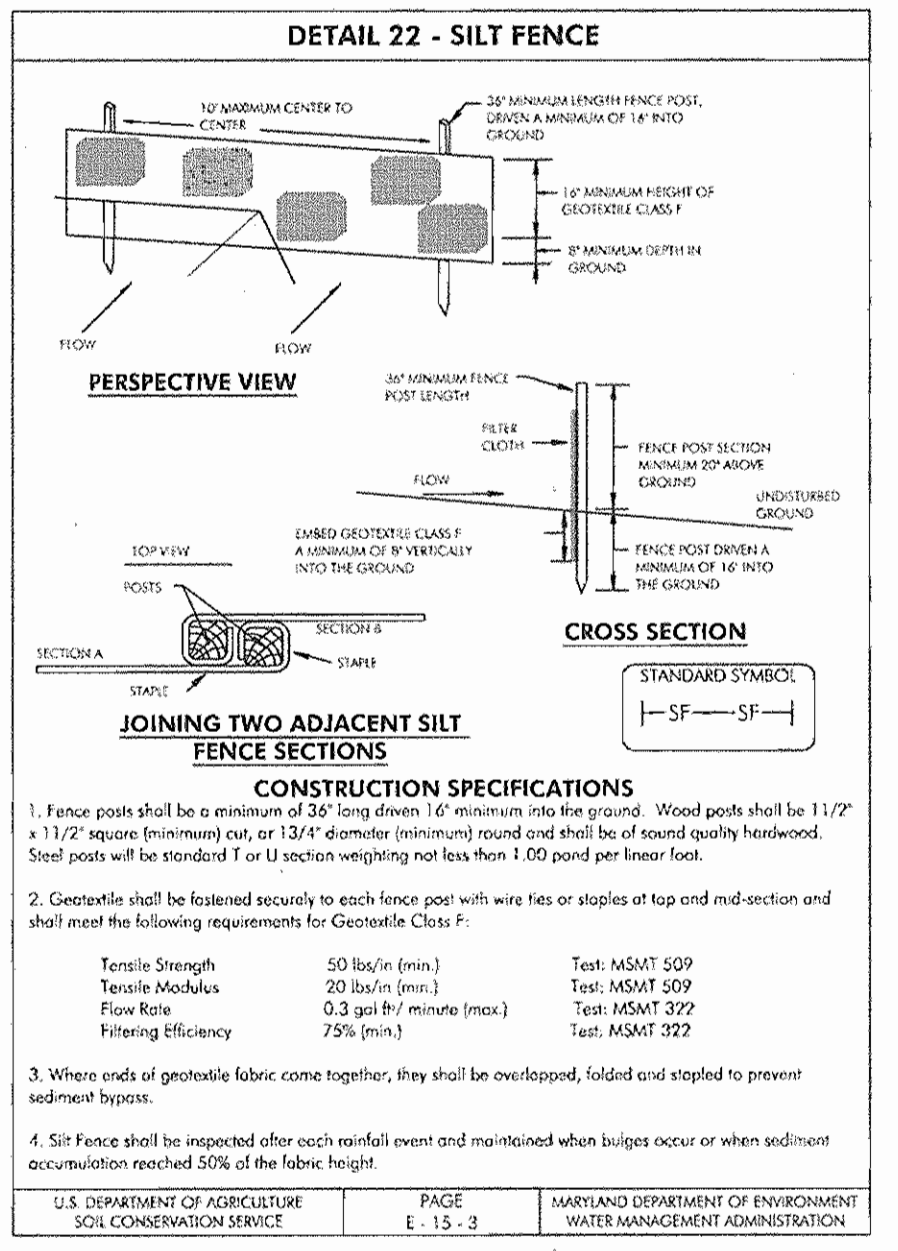 DETAIL 22 - SILT FENCE
10' MAXIMUM CENTER TO
CENTER
36" MINIMUM LENGTH FENCE POST,
DRIVEN A MINIMUM OF 16" INTO
GROUND
16" MINIMUM HEIGHT OF
GEOTEXTILE CLASS F
8" MINIMUM DEPTH IN
GROUND
FLOW
FLOW
PERSPECTIVE VIEW
36" MINIMUM FENCE
POST LENGTH
FILTER
CLOTH
FENCE POST SECTION
MINIMUM 20" ABOVE
GROUND
FLOW
UNDISTURBED
GROUND
EMBED GEOTEXTILE CLASS F
A MINIMUM OF 8" VERTICALLY
INTO THE GROUND
FENCE POST DRIVEN A
MINIMUM OF 16" INTO
THE GROUND
CROSS SECTION
TOP VIEW
POSTS
SECTION B
SECTION A
STAPLE
STAPLE
JOINING TWO ADJACENT SILT
FENCE SECTIONS
STANDARD SYMBOL
SF SF
CONSTRUCTION SPECIFICATIONS
1. Fence posts shall be a minimum of 36" long driven 16" minimum into the ground. Wood posts shall be 11/2"
x 11/2" square (minimum) cut, or 13/4" diameter (minimum) round and shall be of sound quality hardwood.
Steel posts will be standard T or U section weighting not less than 1.00 pond per linear foot.
2. Geotextile shall be fastened securely to each fence post with wire ties or staples at top and mid-section and
shall meet the following requirements for Geotextile Class F:
Tensile Strength 50 lbs/in (min.) Test: MSMT 509
Tensile Modulus 20 lbs/in (min.) Test: MSMT 509
Flow Rate 0.3 gal ft²/ minute (max.) Test: MSMT 322
Filtering Efficiency 75% (min.) Test: MSMT 322
3. Where ends of geotextile fabric come together, they shall be overlapped, folded and stapled to prevent
sediment bypass.
4. Silt Fence shall be inspected after each rainfall event and maintained when bulges occur or when sediment
accumulation reached 50% of the fabric height.
U.S. DEPARTMENT OF AGRICULTURE
SOIL CONSERVATION SERVICE
PAGE
E - 15 - 3
MARYLAND DEPARTMENT OF ENVIRONMENT
WATER MANAGEMENT ADMINISTRATION